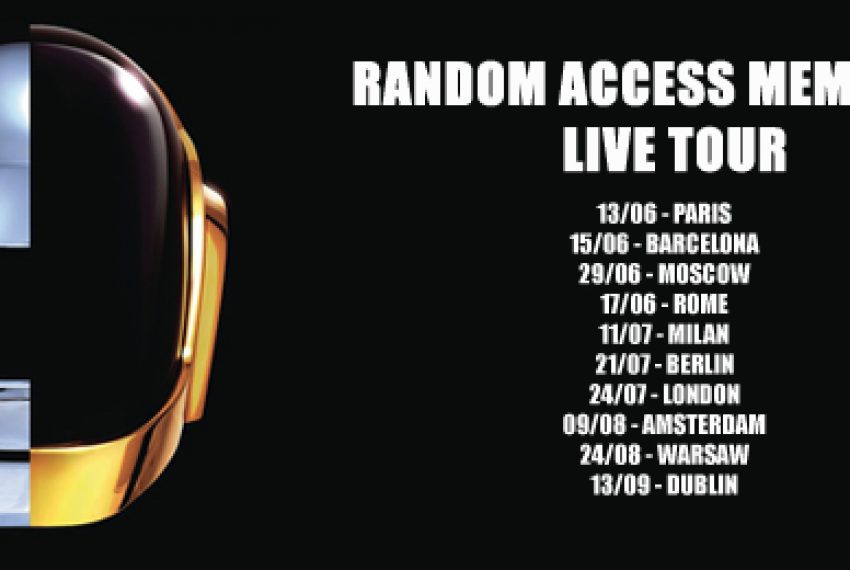 RANDOM ACCESS MEM
LIVE TOUR
13/06 - PARIS
15/06 - BARCELONA
29/06 - MOSCOW
17/06 - ROME
11/07 - MILAN
21/07 - BERLIN
24/07 - LONDON
09/08 - AMSTERDAM
24/08 - WARSAW
13/09 - DUBLIN